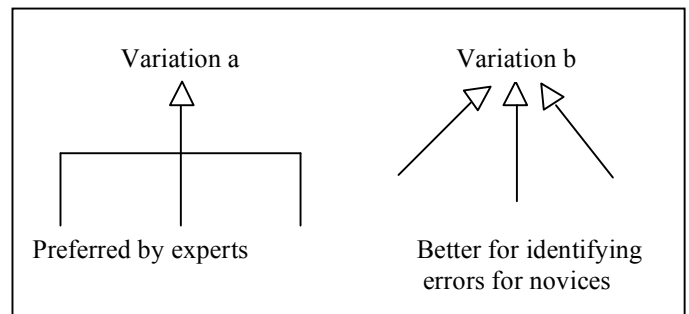 Variation a
Variation b
Preferred by experts
Better for identifying
errors for novices